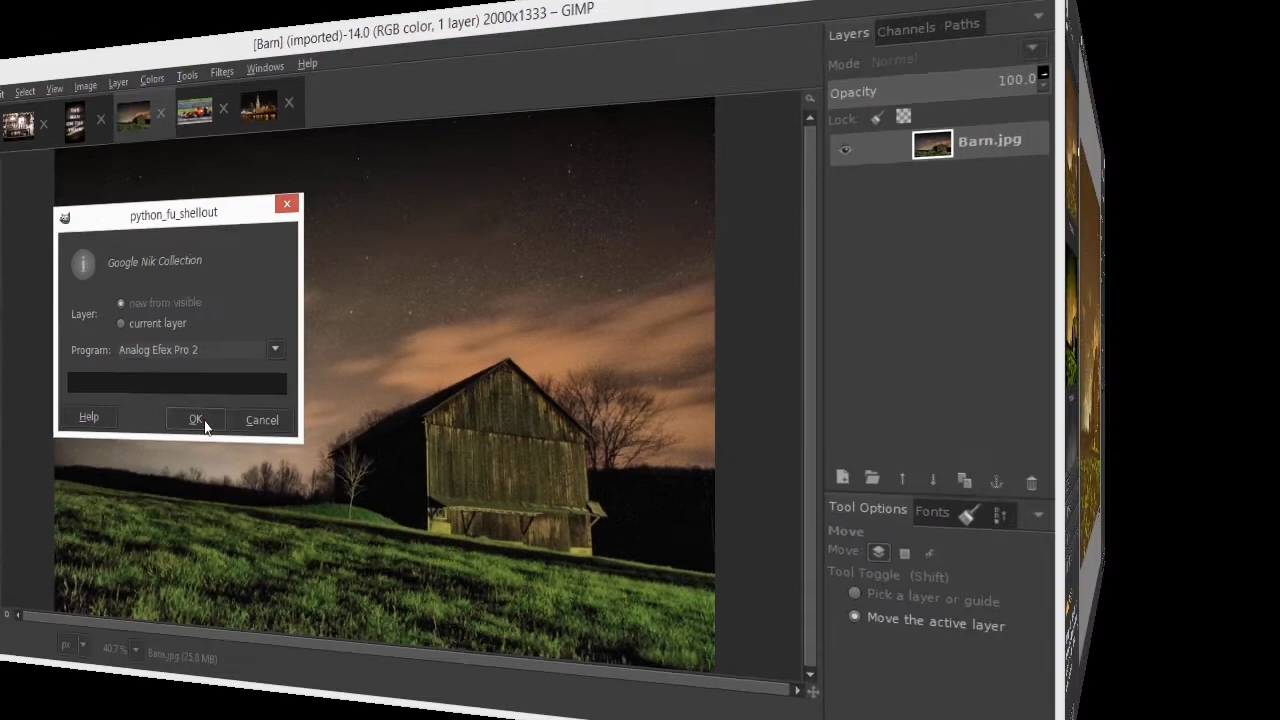 [Barn] (imported)-14.0 (RGB color, 1 layer) 2000x1333 – GIMP
Select View Image Layer Colors Tools Filters Windows Help
python_fu_shellout
Google Nik Collection
Layer:
new from visible
current layer
Program: Analog Efex Pro 2
Help OK Cancel
px 40.7% Barn.jpg (25.8 MB)
Layers Channels Paths
Mode Normal
Opacity 100.0
Lock:
Barn.jpg
Tool Options Fonts
Move
Move:
Tool Toggle (Shift)
Pick a layer or guide
Move the active layer